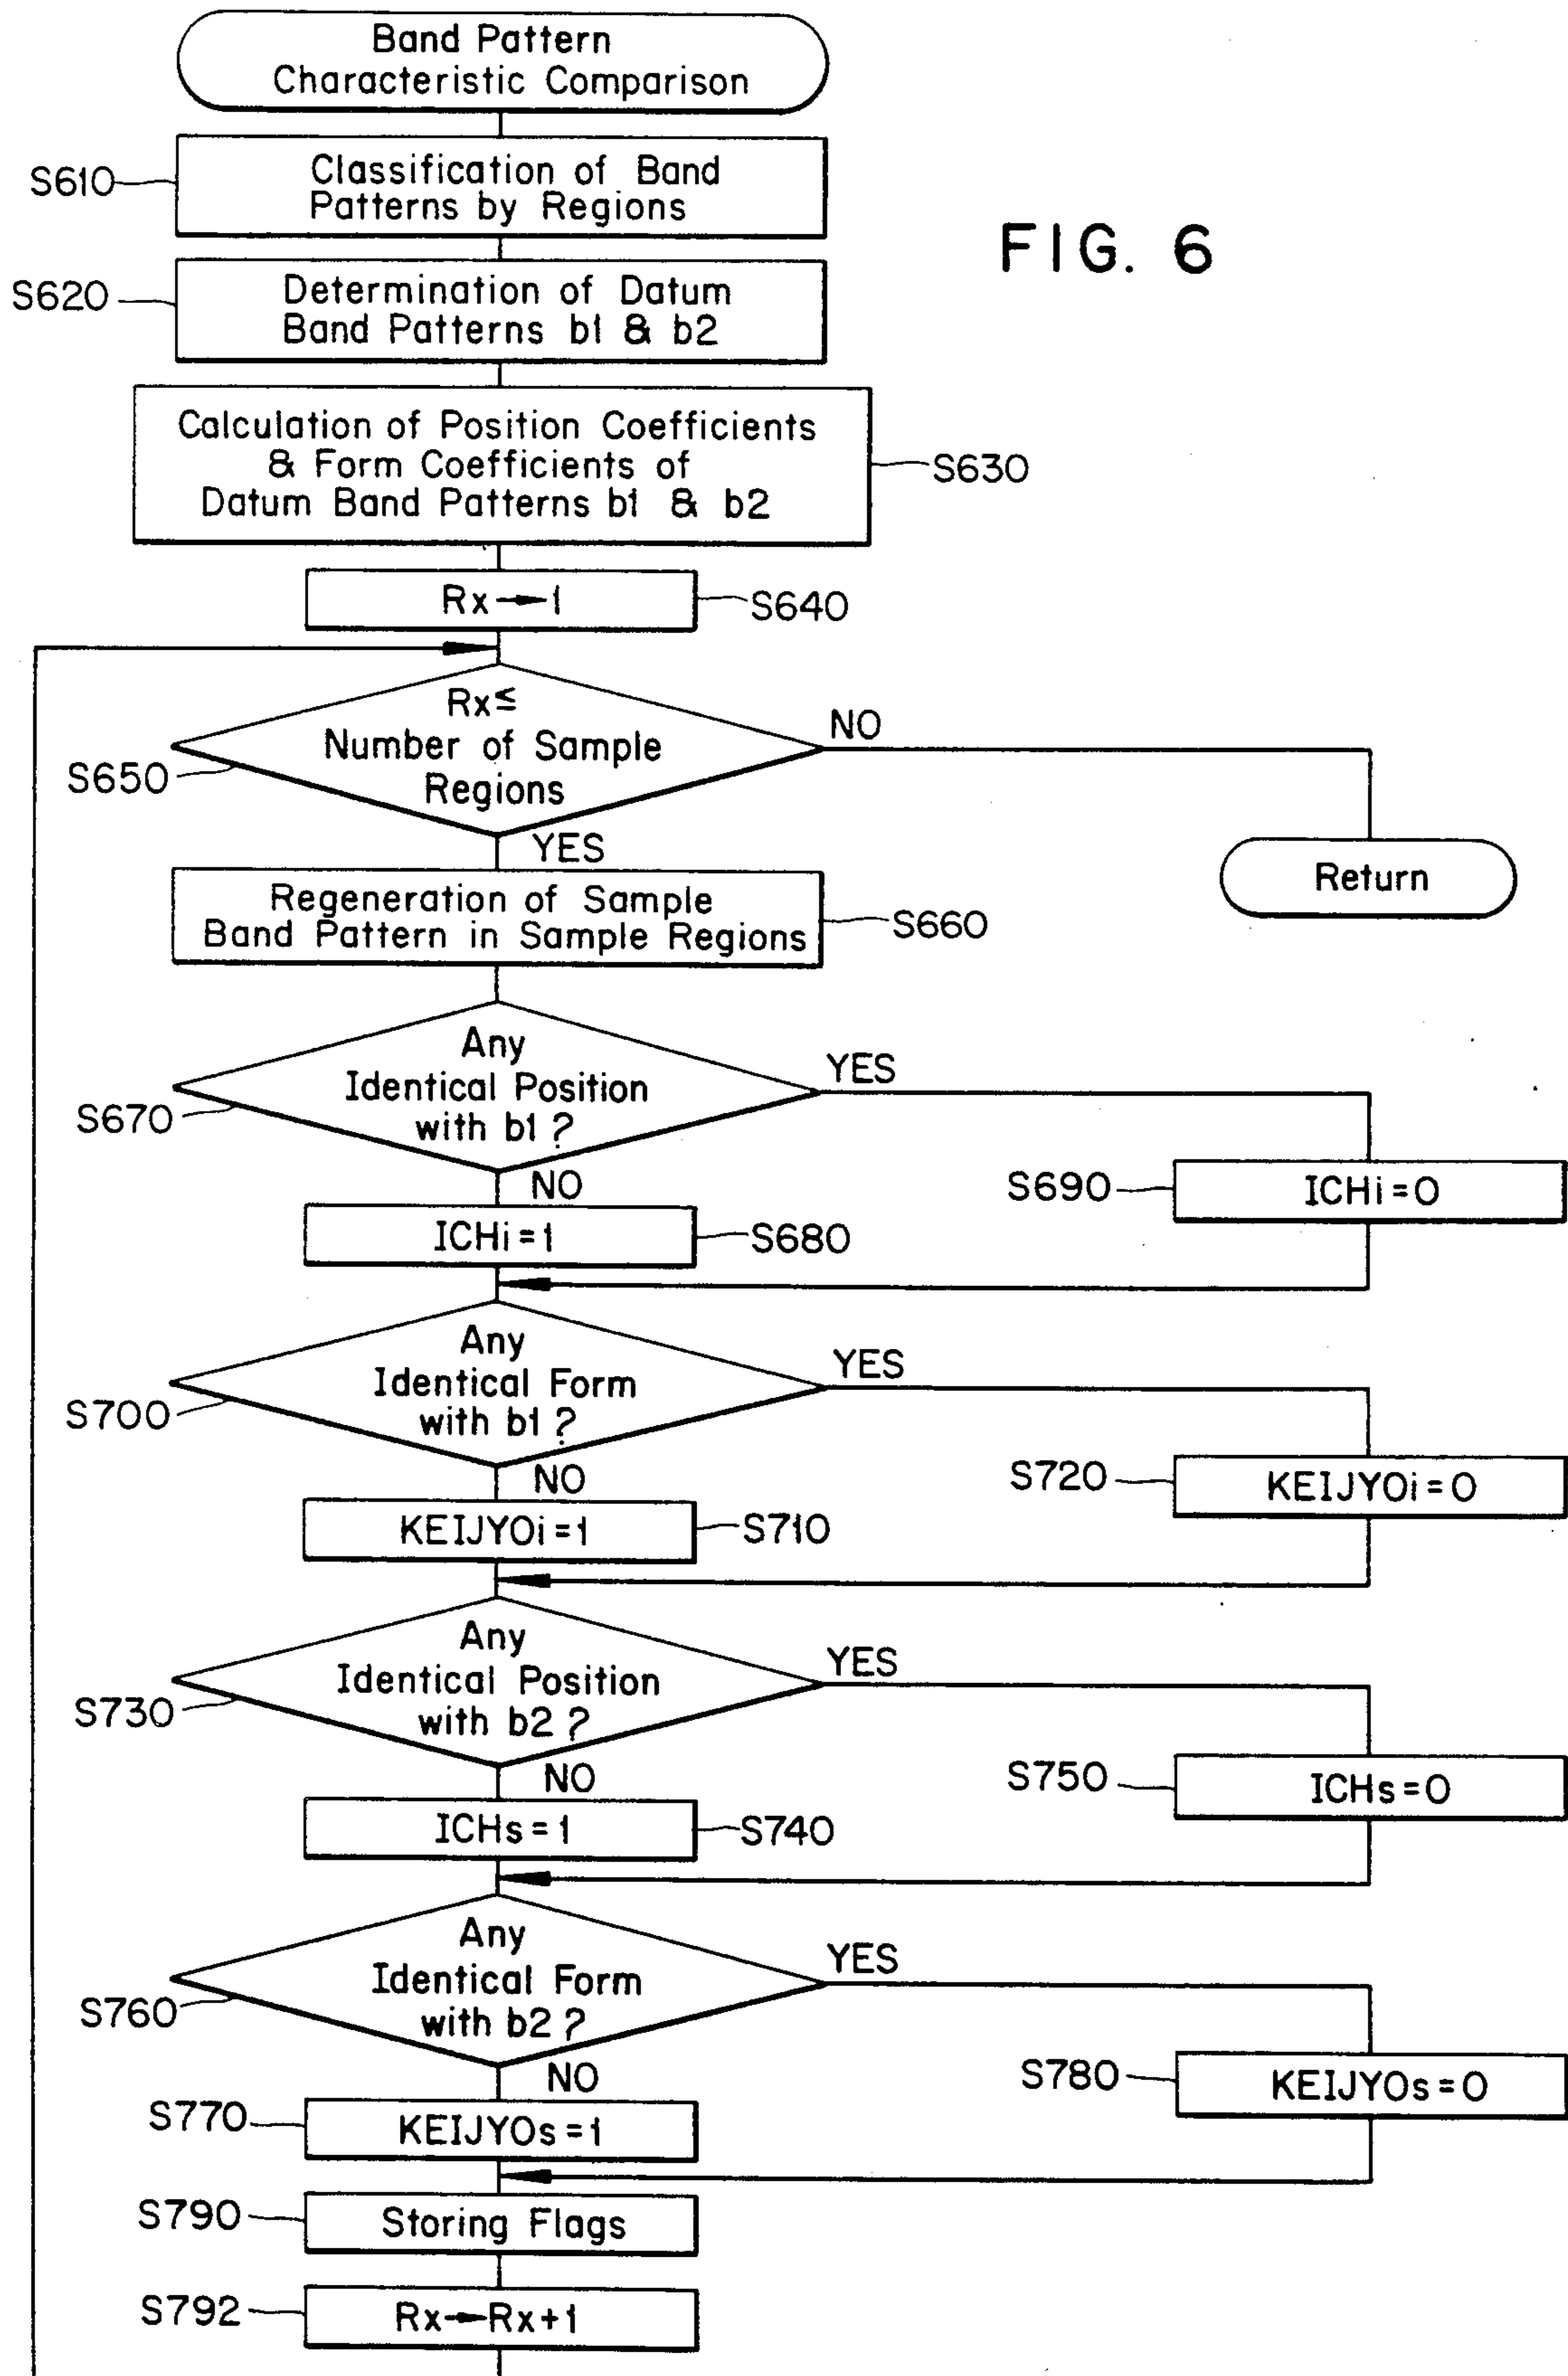 Band Pattern
Characteristic Comparison
S610
Classification of Band
Patterns by Regions
FIG. 6
S620
Determination of Datum
Band Patterns b1 & b2
Calculation of Position Coefficients
& Form Coefficients of
Datum Band Patterns b1 & b2
S630
Rx→1
S640
Rx≤
Number of Sample
Regions
S650
NO
YES
Return
Regeneration of Sample
Band Pattern in Sample Regions
S660
Any
Identical Position
with b1?
S670
YES
NO
S690
ICHi=0
ICHi=1
S680
Any
Identical Form
with b1?
S700
YES
NO
S720
KEIJYOi=0
KEIJYOi=1
S710
Any
Identical Position
with b2?
S730
YES
NO
S750
ICHs=0
ICHs=1
S740
Any
Identical Form
with b2?
S760
YES
NO
S780
KEIJYOs=0
S770
KEIJYOs=1
S790
Storing Flags
S792
Rx→Rx+1